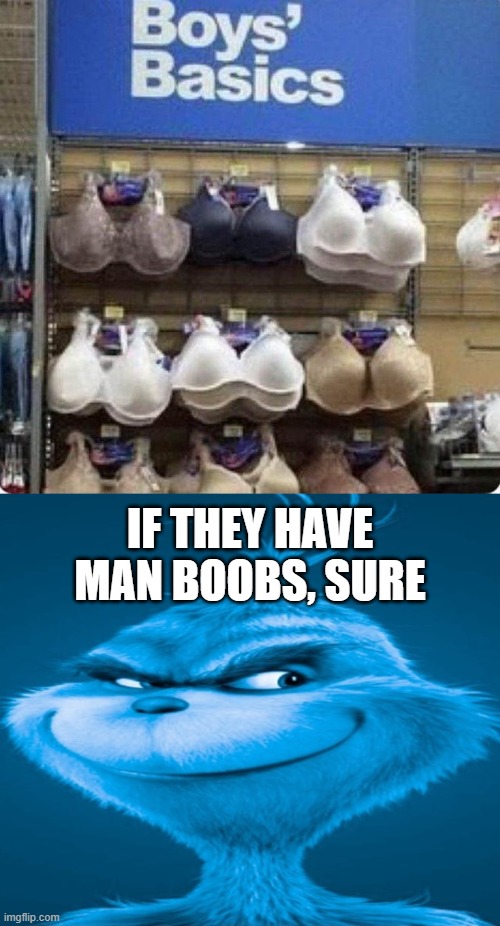 Boys'
Basics
IF THEY HAVE
MAN BOOBS, SURE
imgflip.com